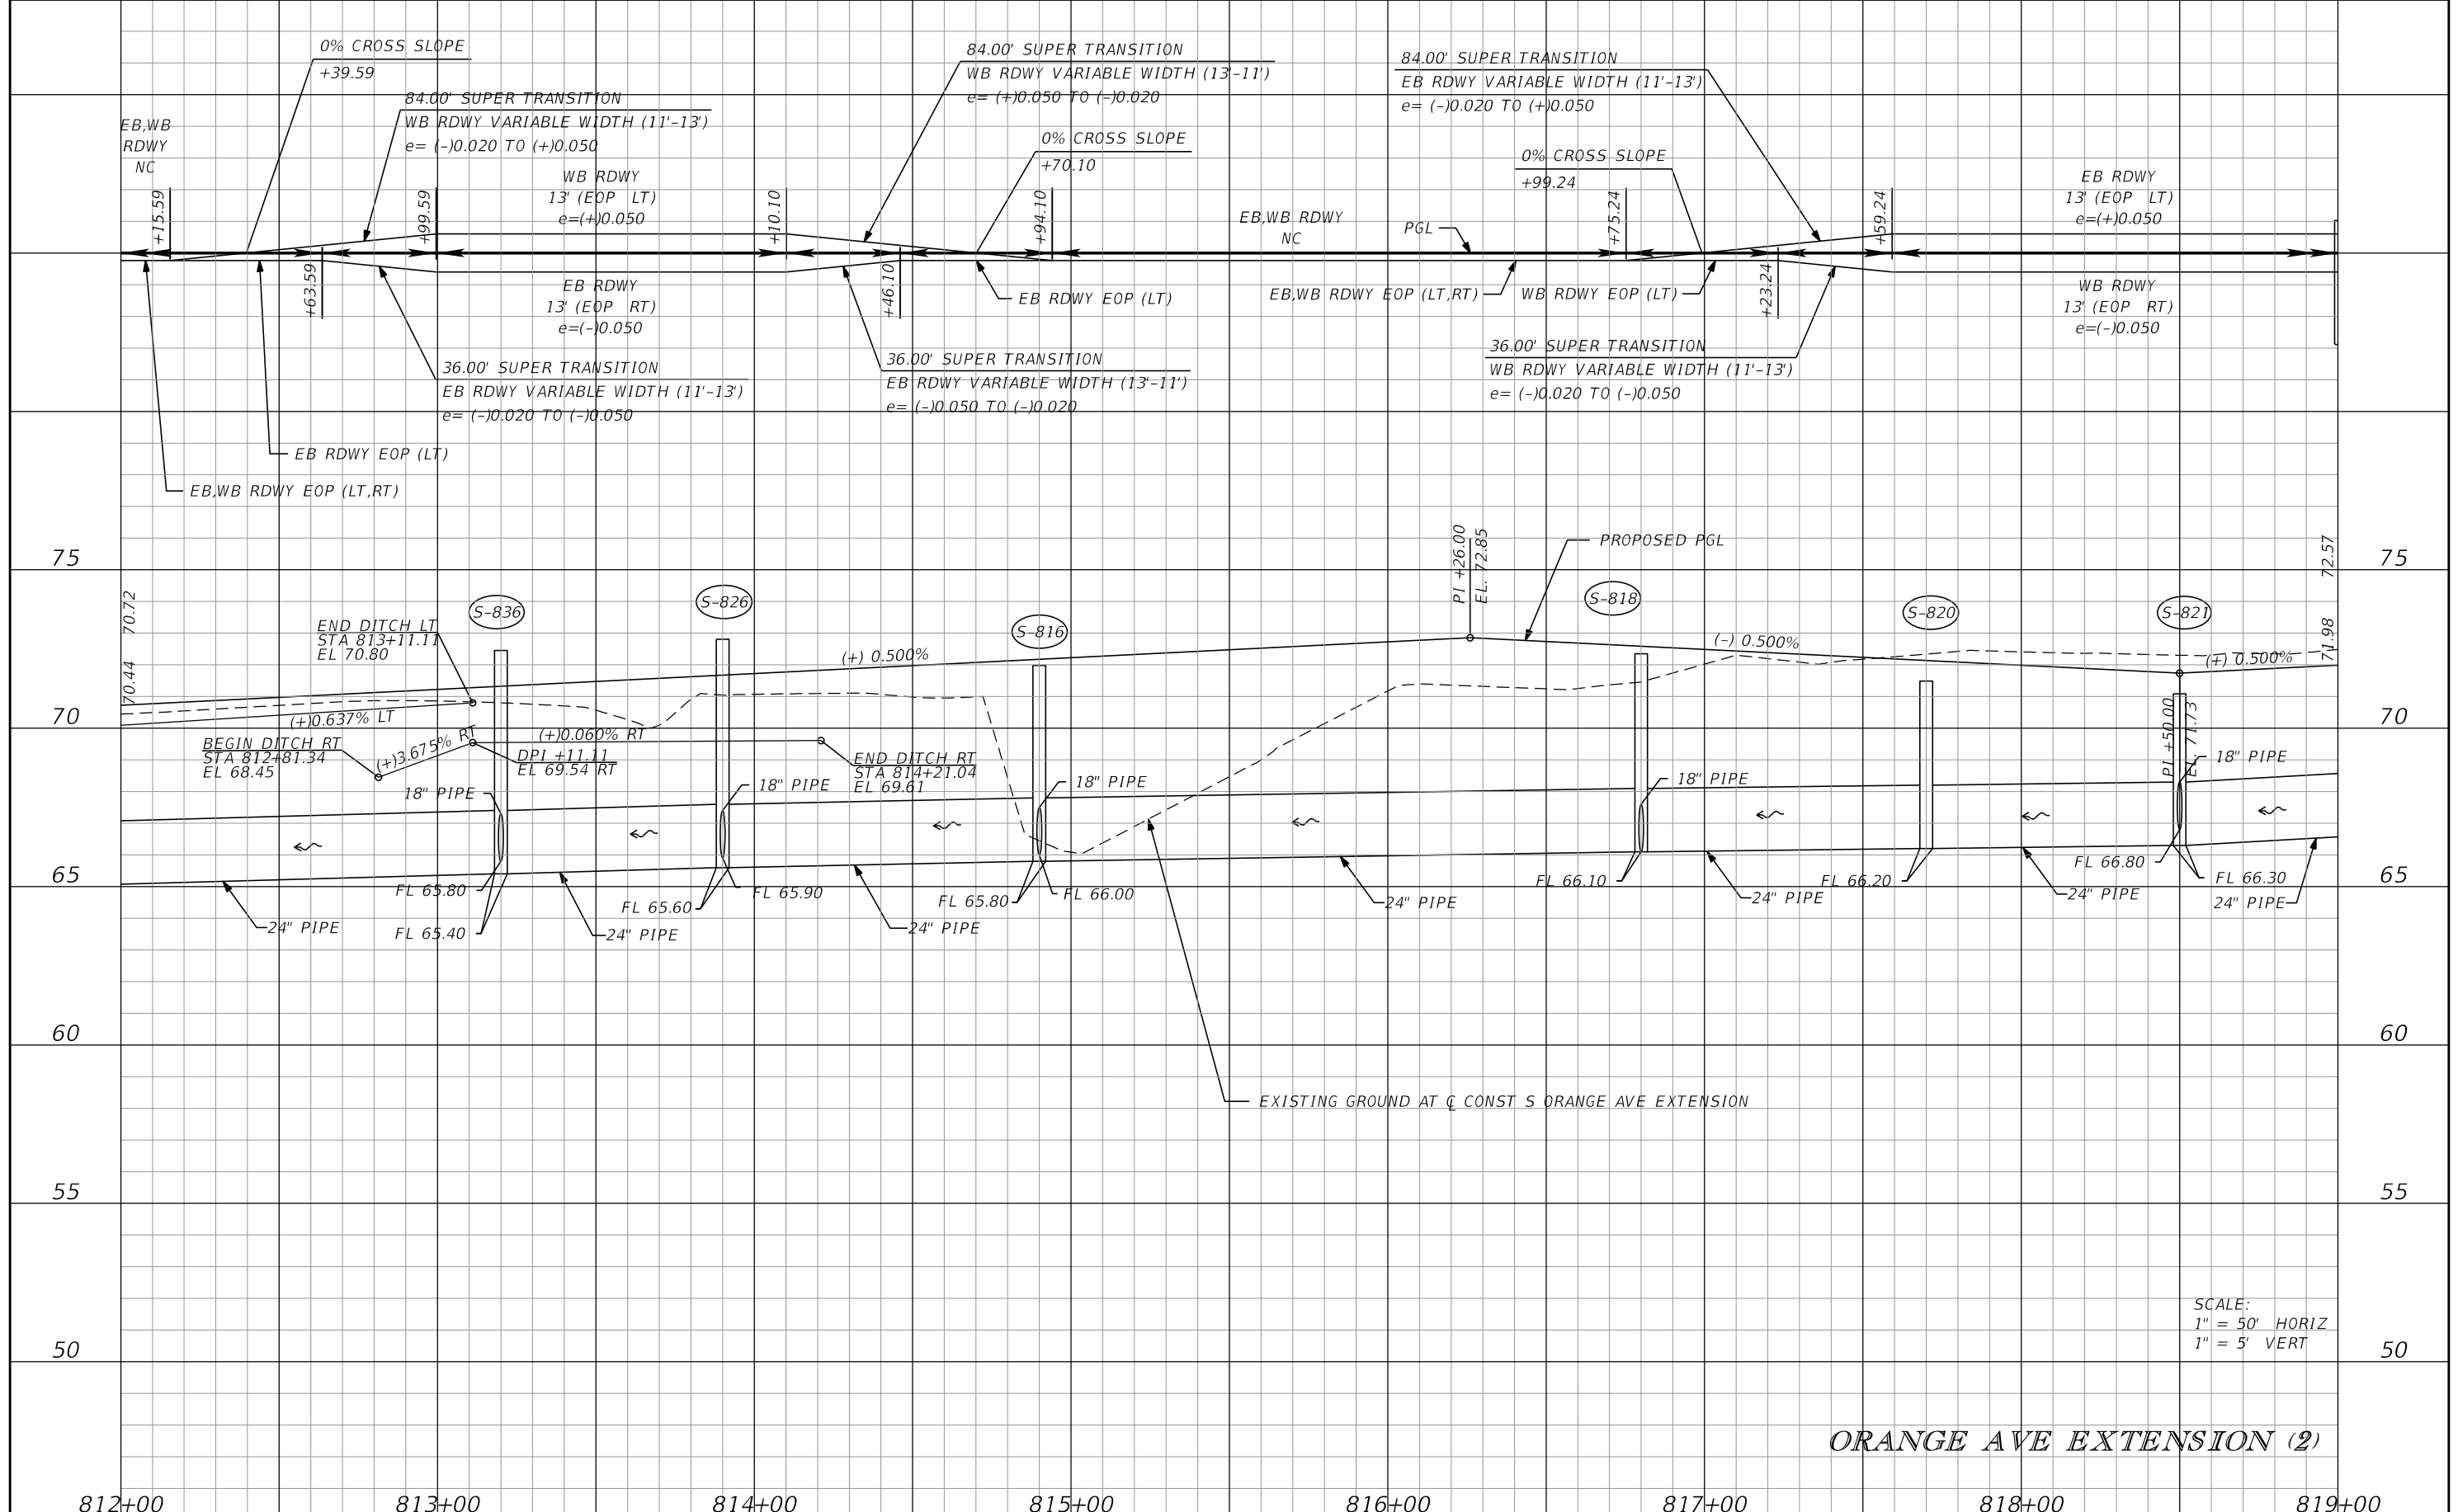 0% CROSS SLOPE
+39.59
84.00' SUPER TRANSITION
WB RDWY VARIABLE WIDTH (11'-13')
e= (-)0.020 TO (+)0.050
EB,WB
RDWY
NC
+15.59
+63.59
+99.59
WB RDWY
13' (EOP LT)
e=(+)0.050
EB RDWY
13' (EOP RT)
e=(-)0.050
+10.10
84.00' SUPER TRANSITION
WB RDWY VARIABLE WIDTH (13'-11')
e= (+)0.050 TO (-)0.020
0% CROSS SLOPE
+70.10
+46.10
+94.10
EB RDWY EOP (LT)
EB,WB RDWY
NC
PGL
84.00' SUPER TRANSITION
EB RDWY VARIABLE WIDTH (11'-13')
e= (-)0.020 TO (+)0.050
0% CROSS SLOPE
+99.24
+75.24
+23.24
+59.24
EB,WB RDWY EOP (LT,RT)
WB RDWY EOP (LT)
EB RDWY
13' (EOP LT)
e=(+)0.050
WB RDWY
13' (EOP RT)
e=(-)0.050
36.00' SUPER TRANSITION
EB RDWY VARIABLE WIDTH (11'-13')
e= (-)0.020 TO (-)0.050
36.00' SUPER TRANSITION
EB RDWY VARIABLE WIDTH (13'-11')
e= (-)0.050 TO (-)0.020
36.00' SUPER TRANSITION
WB RDWY VARIABLE WIDTH (11'-13')
e= (-)0.020 TO (-)0.050
EB RDWY EOP (LT)
EB,WB RDWY EOP (LT,RT)
75
75
PI +26.00
EL. 72.85
PROPOSED PGL
72.57
71.98
70.72
70.44
S-836
S-826
S-816
S-818
S-820
S-821
END DITCH LT
STA 813+11.11
EL 70.80
(+) 0.500%
(-) 0.500%
(+) 0.500%
70
70
(+)0.637% LT
(+)3.675% RT
(+)0.060% RT
BEGIN DITCH RT
STA 812+81.34
EL 68.45
DPI +11.11
EL 69.54 RT
END DITCH RT
STA 814+21.04
EL 69.61
PI +50.00
EL. 71.73
18" PIPE
18" PIPE
18" PIPE
18" PIPE
18" PIPE
65
65
FL 65.80
FL 65.40
FL 65.60
FL 65.90
FL 65.80
FL 66.00
FL 66.10
FL 66.20
FL 66.80
FL 66.30
24" PIPE
24" PIPE
24" PIPE
24" PIPE
24" PIPE
24" PIPE
24" PIPE
60
60
EXISTING GROUND AT ℄ CONST S ORANGE AVE EXTENSION
55
55
SCALE:
1" = 50' HORIZ
1" = 5' VERT
50
50
ORANGE AVE EXTENSION (2)
812+00
813+00
814+00
815+00
816+00
817+00
818+00
819+00